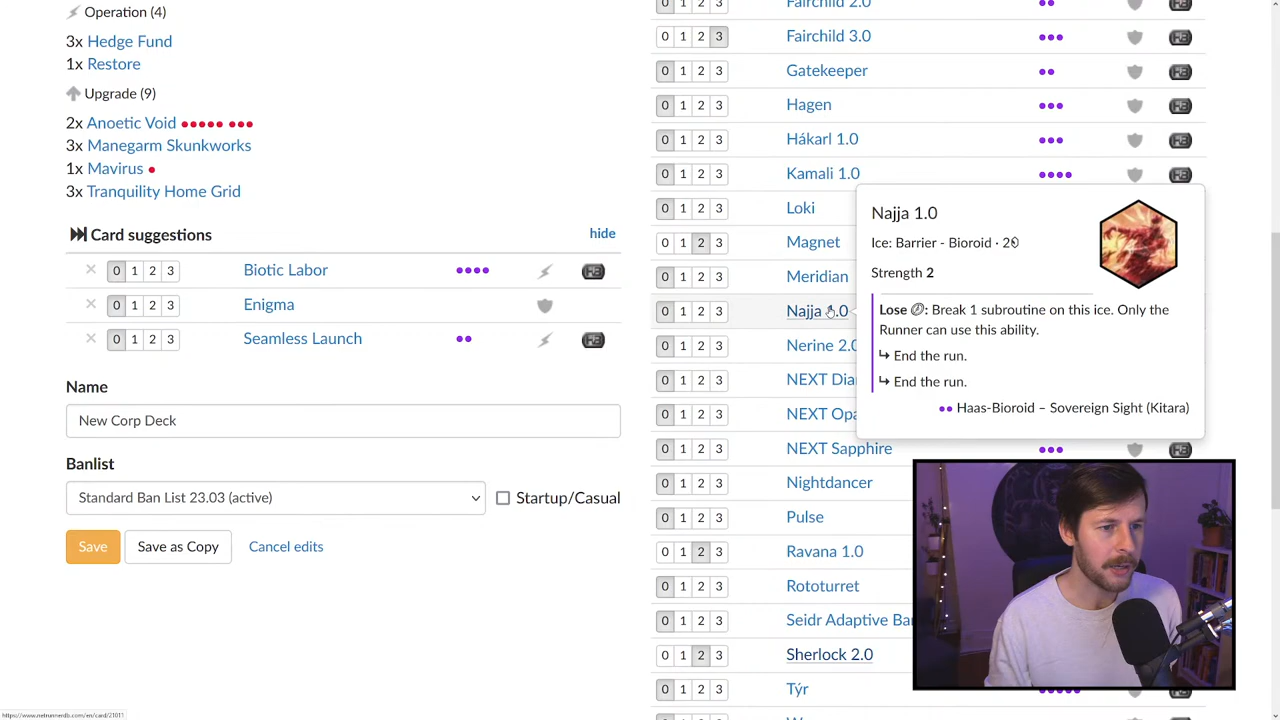 Operation (4)
3x Hedge Fund
1x Restore
Upgrade (9)
2x Anoetic Void
3x Manegarm Skunkworks
1x Mavirus
3x Tranquility Home Grid
Card suggestions hide
0 1 2 3 Biotic Labor
0 1 2 3 Enigma
0 1 2 3 Seamless Launch
Name
New Corp Deck
Banlist
Standard Ban List 23.03 (active) Startup/Casual
Save Save as Copy Cancel edits
Fairchild 2.0
0 1 2 3 Fairchild 3.0
0 1 2 3 Gatekeeper
0 1 2 3 Hagen
0 1 2 3 Hákarl 1.0
0 1 2 3 Kamali 1.0
0 1 2 3 Loki
0 1 2 3 Magnet
0 1 2 3 Meridian
0 1 2 3 Najja 1.0
0 1 2 3 Nerine 2.0
0 1 2 3 NEXT Dia
0 1 2 3 NEXT Opa
0 1 2 3 NEXT Sapphire
0 1 2 3 Nightdancer
0 1 2 3 Pulse
0 1 2 3 Ravana 1.0
0 1 2 3 Rototurret
0 1 2 3 Seidr Adaptive Bar
0 1 2 3 Sherlock 2.0
0 1 2 3 Týr
Najja 1.0
Ice: Barrier - Bioroid · 2
Strength 2
Lose : Break 1 subroutine on this ice. Only the
Runner can use this ability.
↳ End the run.
↳ End the run.
Haas-Bioroid – Sovereign Sight (Kitara)
https://www.netrunnerdb.com/en/card/21011